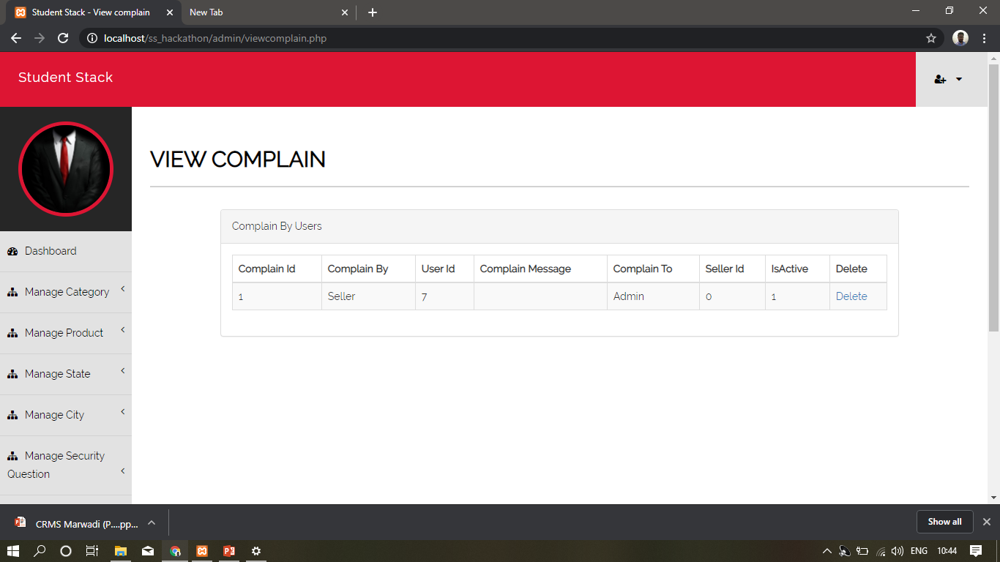 Student Stack - View complain
New Tab
localhost/ss_hackathon/admin/viewcomplain.php
Student Stack
VIEW COMPLAIN
Complain By Users
Complain Id Complain By User Id Complain Message Complain To Seller Id IsActive Delete
1 Seller 7 Admin 0 1 Delete
Dashboard
Manage Category
Manage Product
Manage State
Manage City
Manage Security
Question
CRMS Marwadi (P....pp...
Show all
ENG 10:44